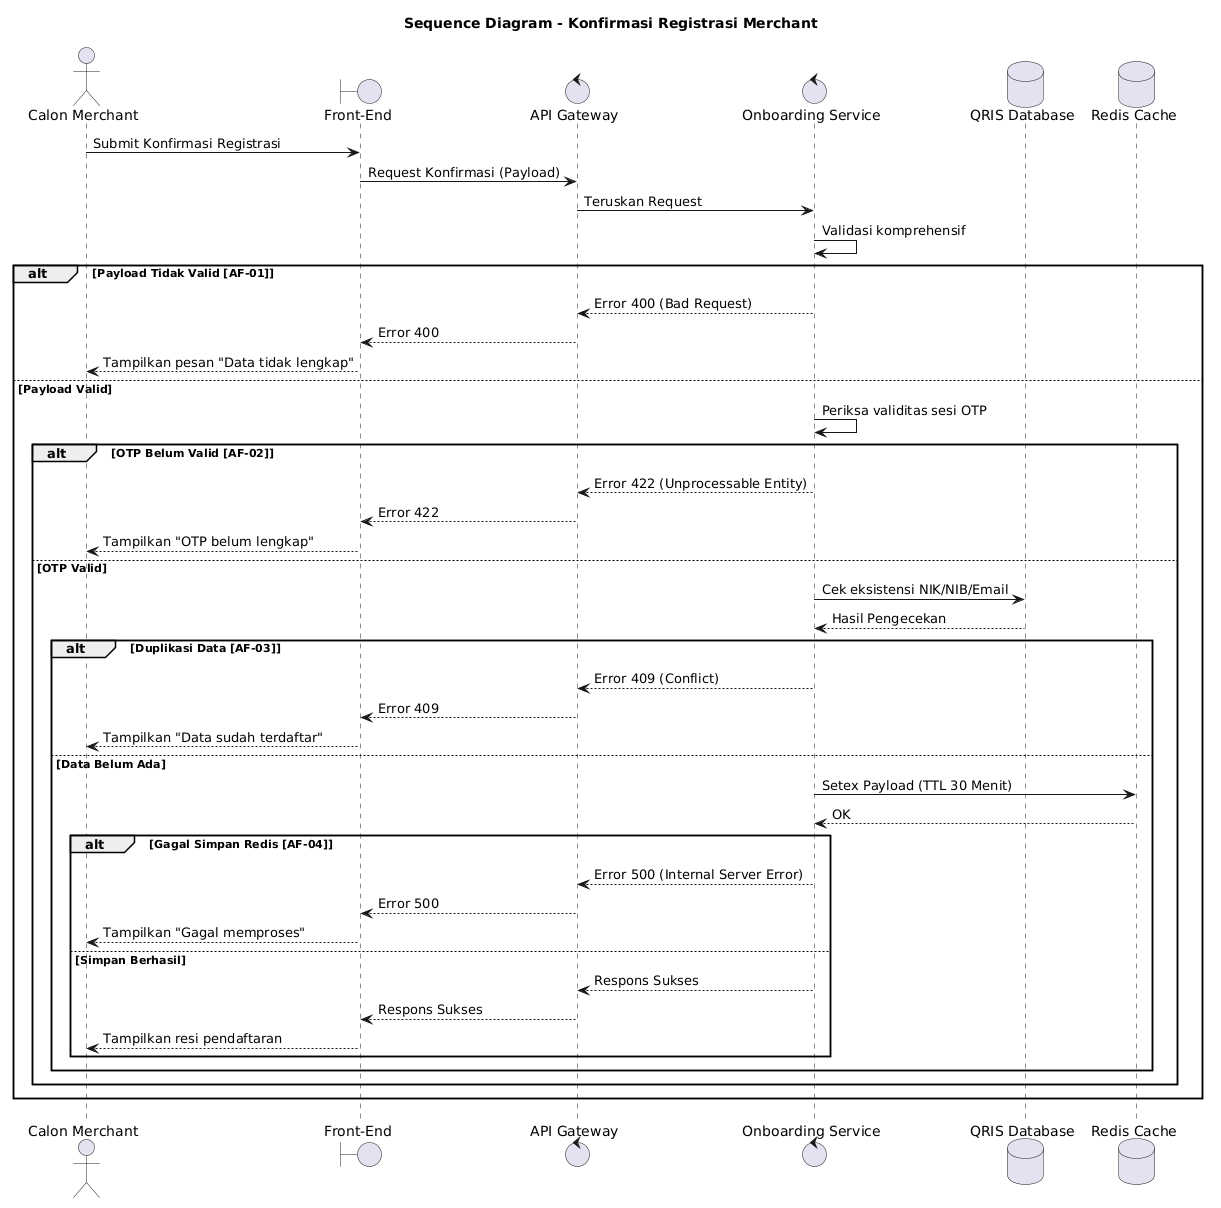 Sequence Diagram - Konfirmasi Registrasi Merchant
Calon Merchant
Front-End
API Gateway
Onboarding Service
QRIS Database
Redis Cache
Submit Konfirmasi Registrasi
Request Konfirmasi (Payload)
Teruskan Request
Validasi komprehensif
alt
[Payload Tidak Valid [AF-01]]
Error 400 (Bad Request)
Error 400
Tampilkan pesan "Data tidak lengkap"
[Payload Valid]
Periksa validitas sesi OTP
alt
[OTP Belum Valid [AF-02]]
Error 422 (Unprocessable Entity)
Error 422
Tampilkan "OTP belum lengkap"
[OTP Valid]
Cek eksistensi NIK/NIB/Email
Hasil Pengecekan
alt
[Duplikasi Data [AF-03]]
Error 409 (Conflict)
Error 409
Tampilkan "Data sudah terdaftar"
[Data Belum Ada]
Setex Payload (TTL 30 Menit)
OK
alt
[Gagal Simpan Redis [AF-04]]
Error 500 (Internal Server Error)
Error 500
Tampilkan "Gagal memproses"
[Simpan Berhasil]
Respons Sukses
Respons Sukses
Tampilkan resi pendaftaran
Calon Merchant
Front-End
API Gateway
Onboarding Service
QRIS Database
Redis Cache